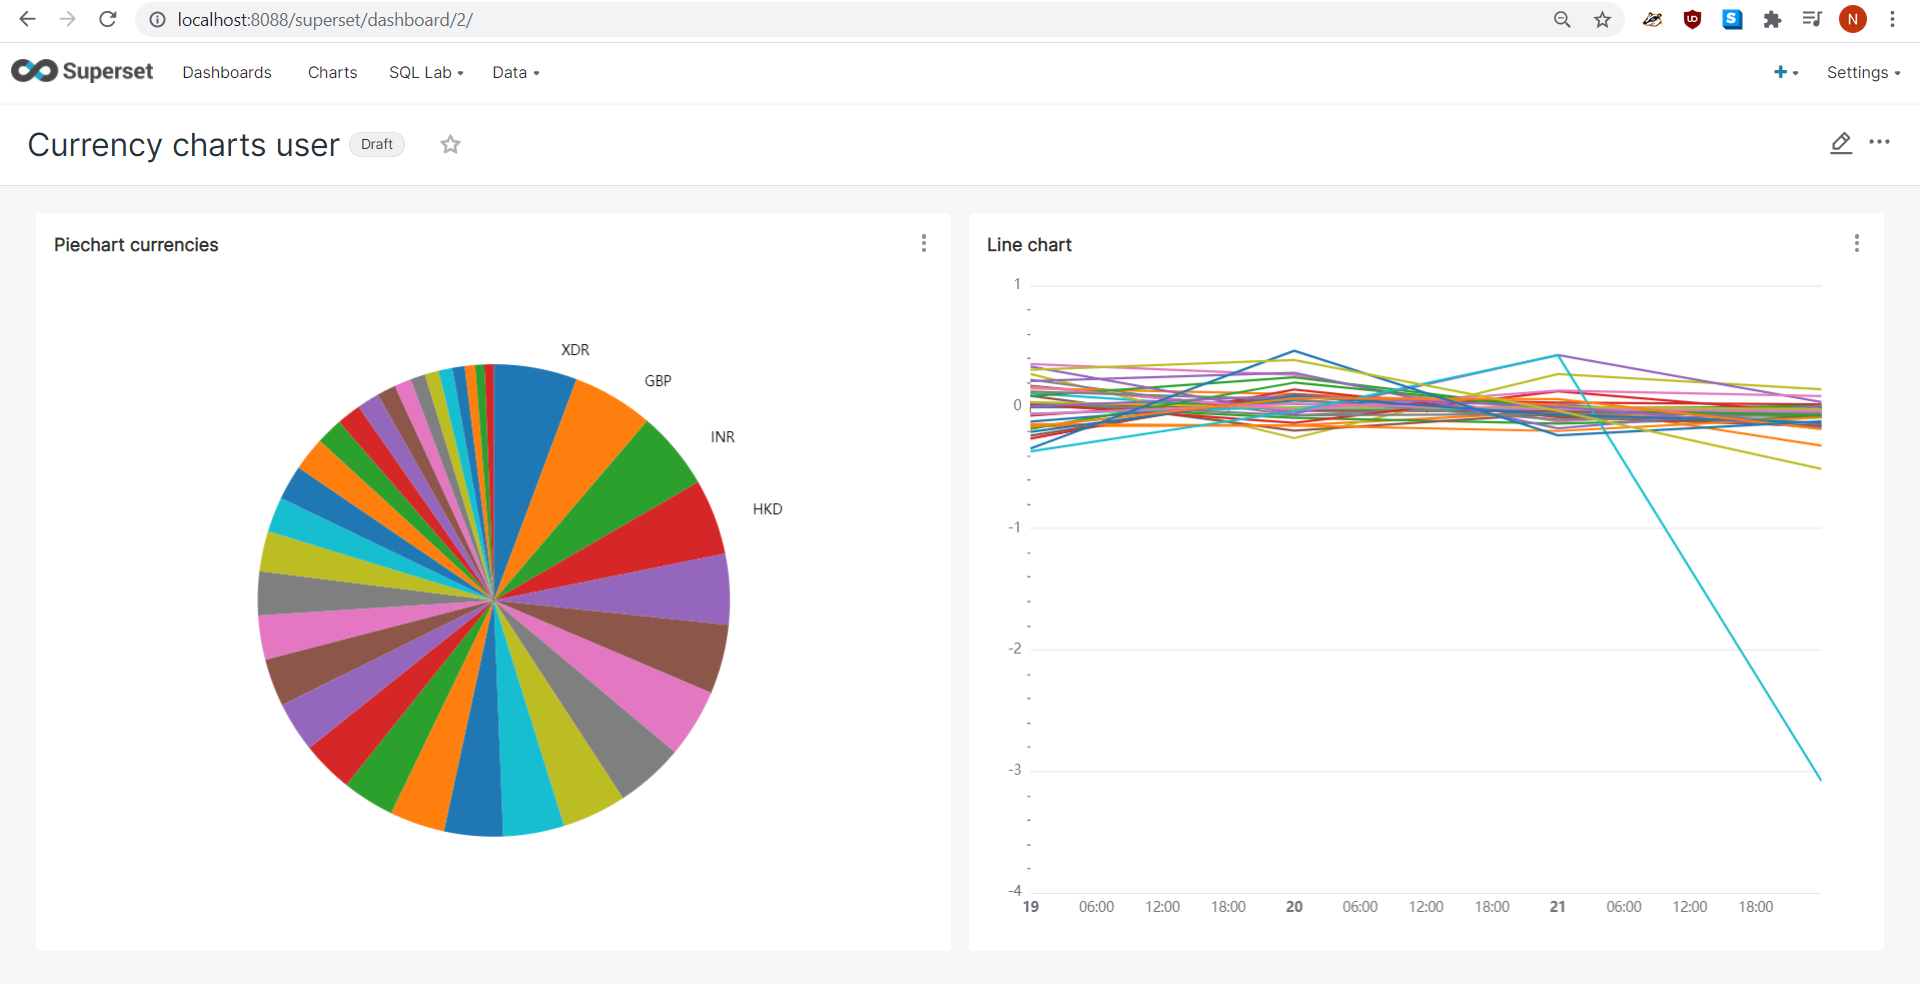 localhost:8088/superset/dashboard/2/
N
Superset Dashboards Charts SQL Lab Data + Settings
Currency charts user Draft
Piechart currencies
XDR
GBP
INR
HKD
Line chart
1
0
-1
-2
-3
-4
19 06:00 12:00 18:00 20 06:00 12:00 18:00 21 06:00 12:00 18:00